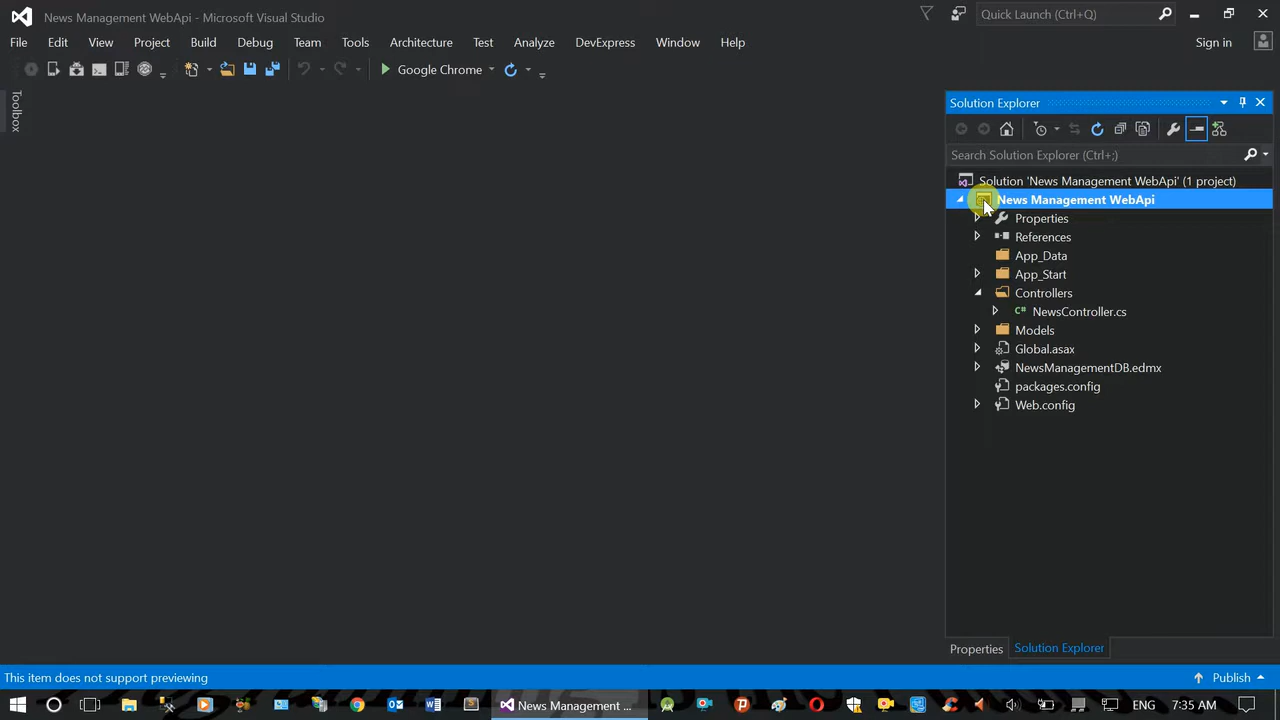 News Management WebApi - Microsoft Visual Studio
Quick Launch (Ctrl+Q)
File Edit View Project Build Debug Team Tools Architecture Test Analyze DevExpress Window Help
Sign in
Google Chrome
Toolbox
Solution Explorer
Search Solution Explorer (Ctrl+;)
Solution 'News Management WebApi' (1 project)
News Management WebApi
Properties
References
App_Data
App_Start
Controllers
C# NewsController.cs
Models
Global.asax
NewsManagementDB.edmx
packages.config
Web.config
Properties Solution Explorer
This item does not support previewing
Publish
News Management ...
ENG 7:35 AM